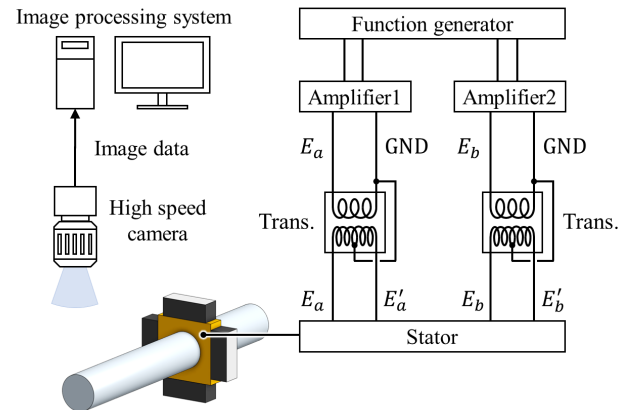 Image processing system
Image data
High speed
camera
Function generator
Amplifier1
Amplifier2
E_a
GND
E_b
GND
Trans.
Trans.
E_a
E'_a
E_b
E'_b
Stator